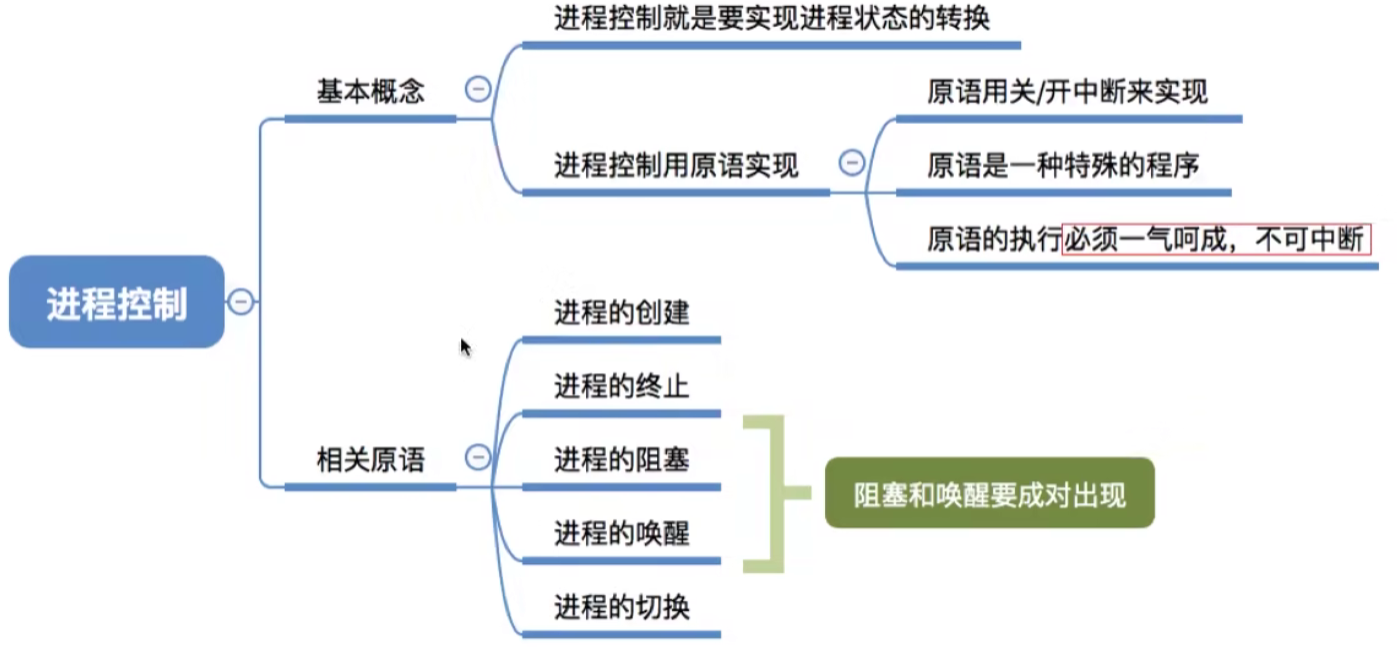 进程控制
基本概念
进程控制就是要实现进程状态的转换
进程控制用原语实现
原语用关/开中断来实现
原语是一种特殊的程序
原语的执行必须一气呵成，不可中断
相关原语
进程的创建
进程的终止
进程的阻塞
进程的唤醒
进程的切换
阻塞和唤醒要成对出现